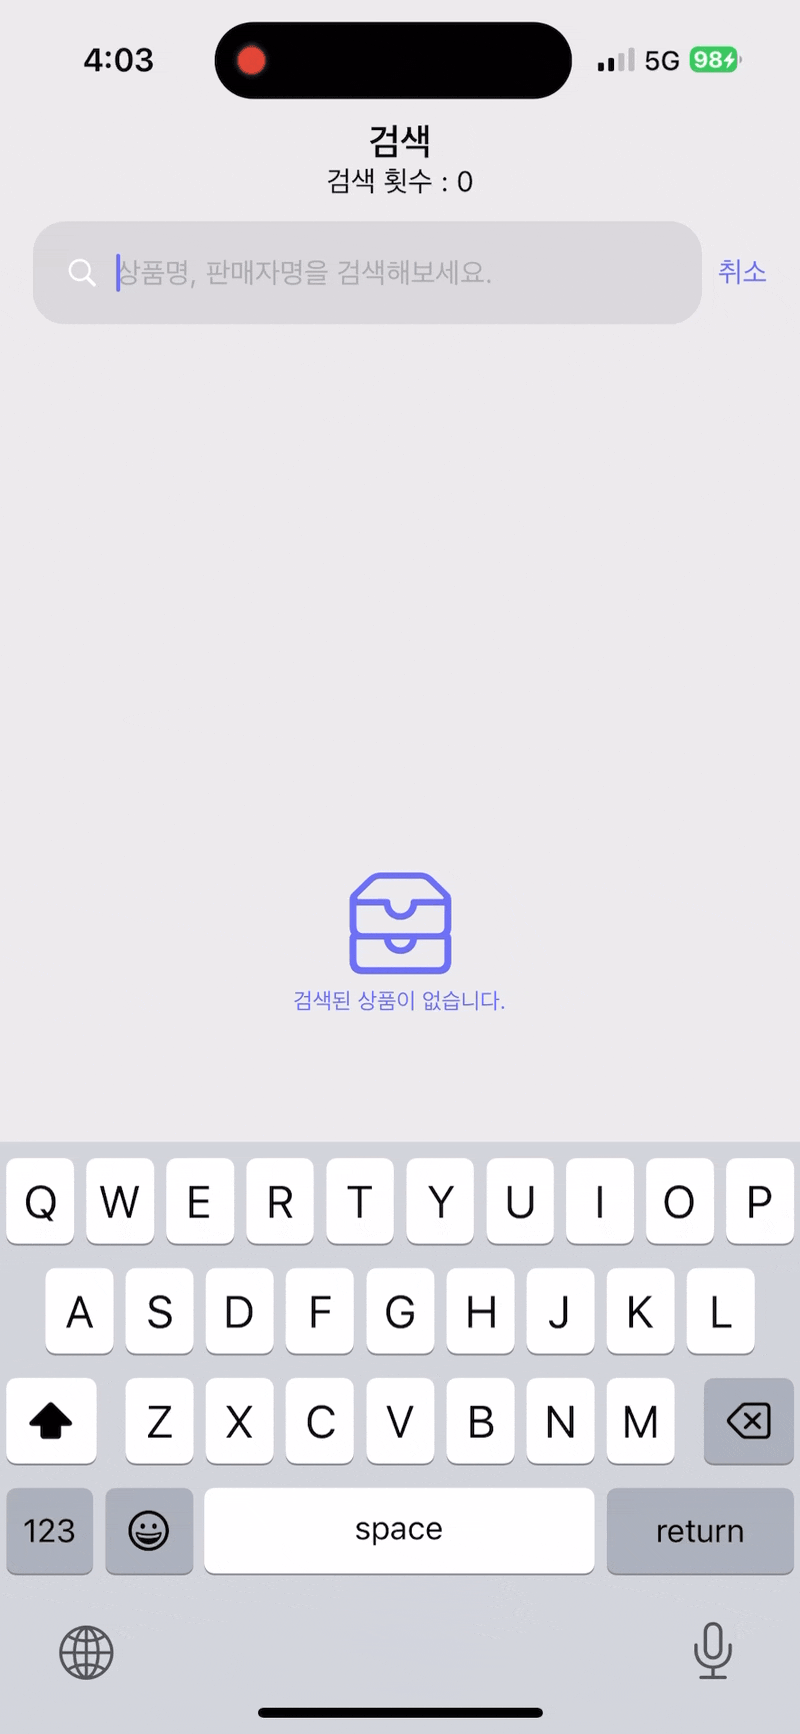 4:03 5G 98
검색
검색 횟수 : 0
상품명, 판매자명을 검색해보세요. 취소
검색된 상품이 없습니다.
Q W E R T Y U I O P
A S D F G H J K L
Z X C V B N M
123 space return